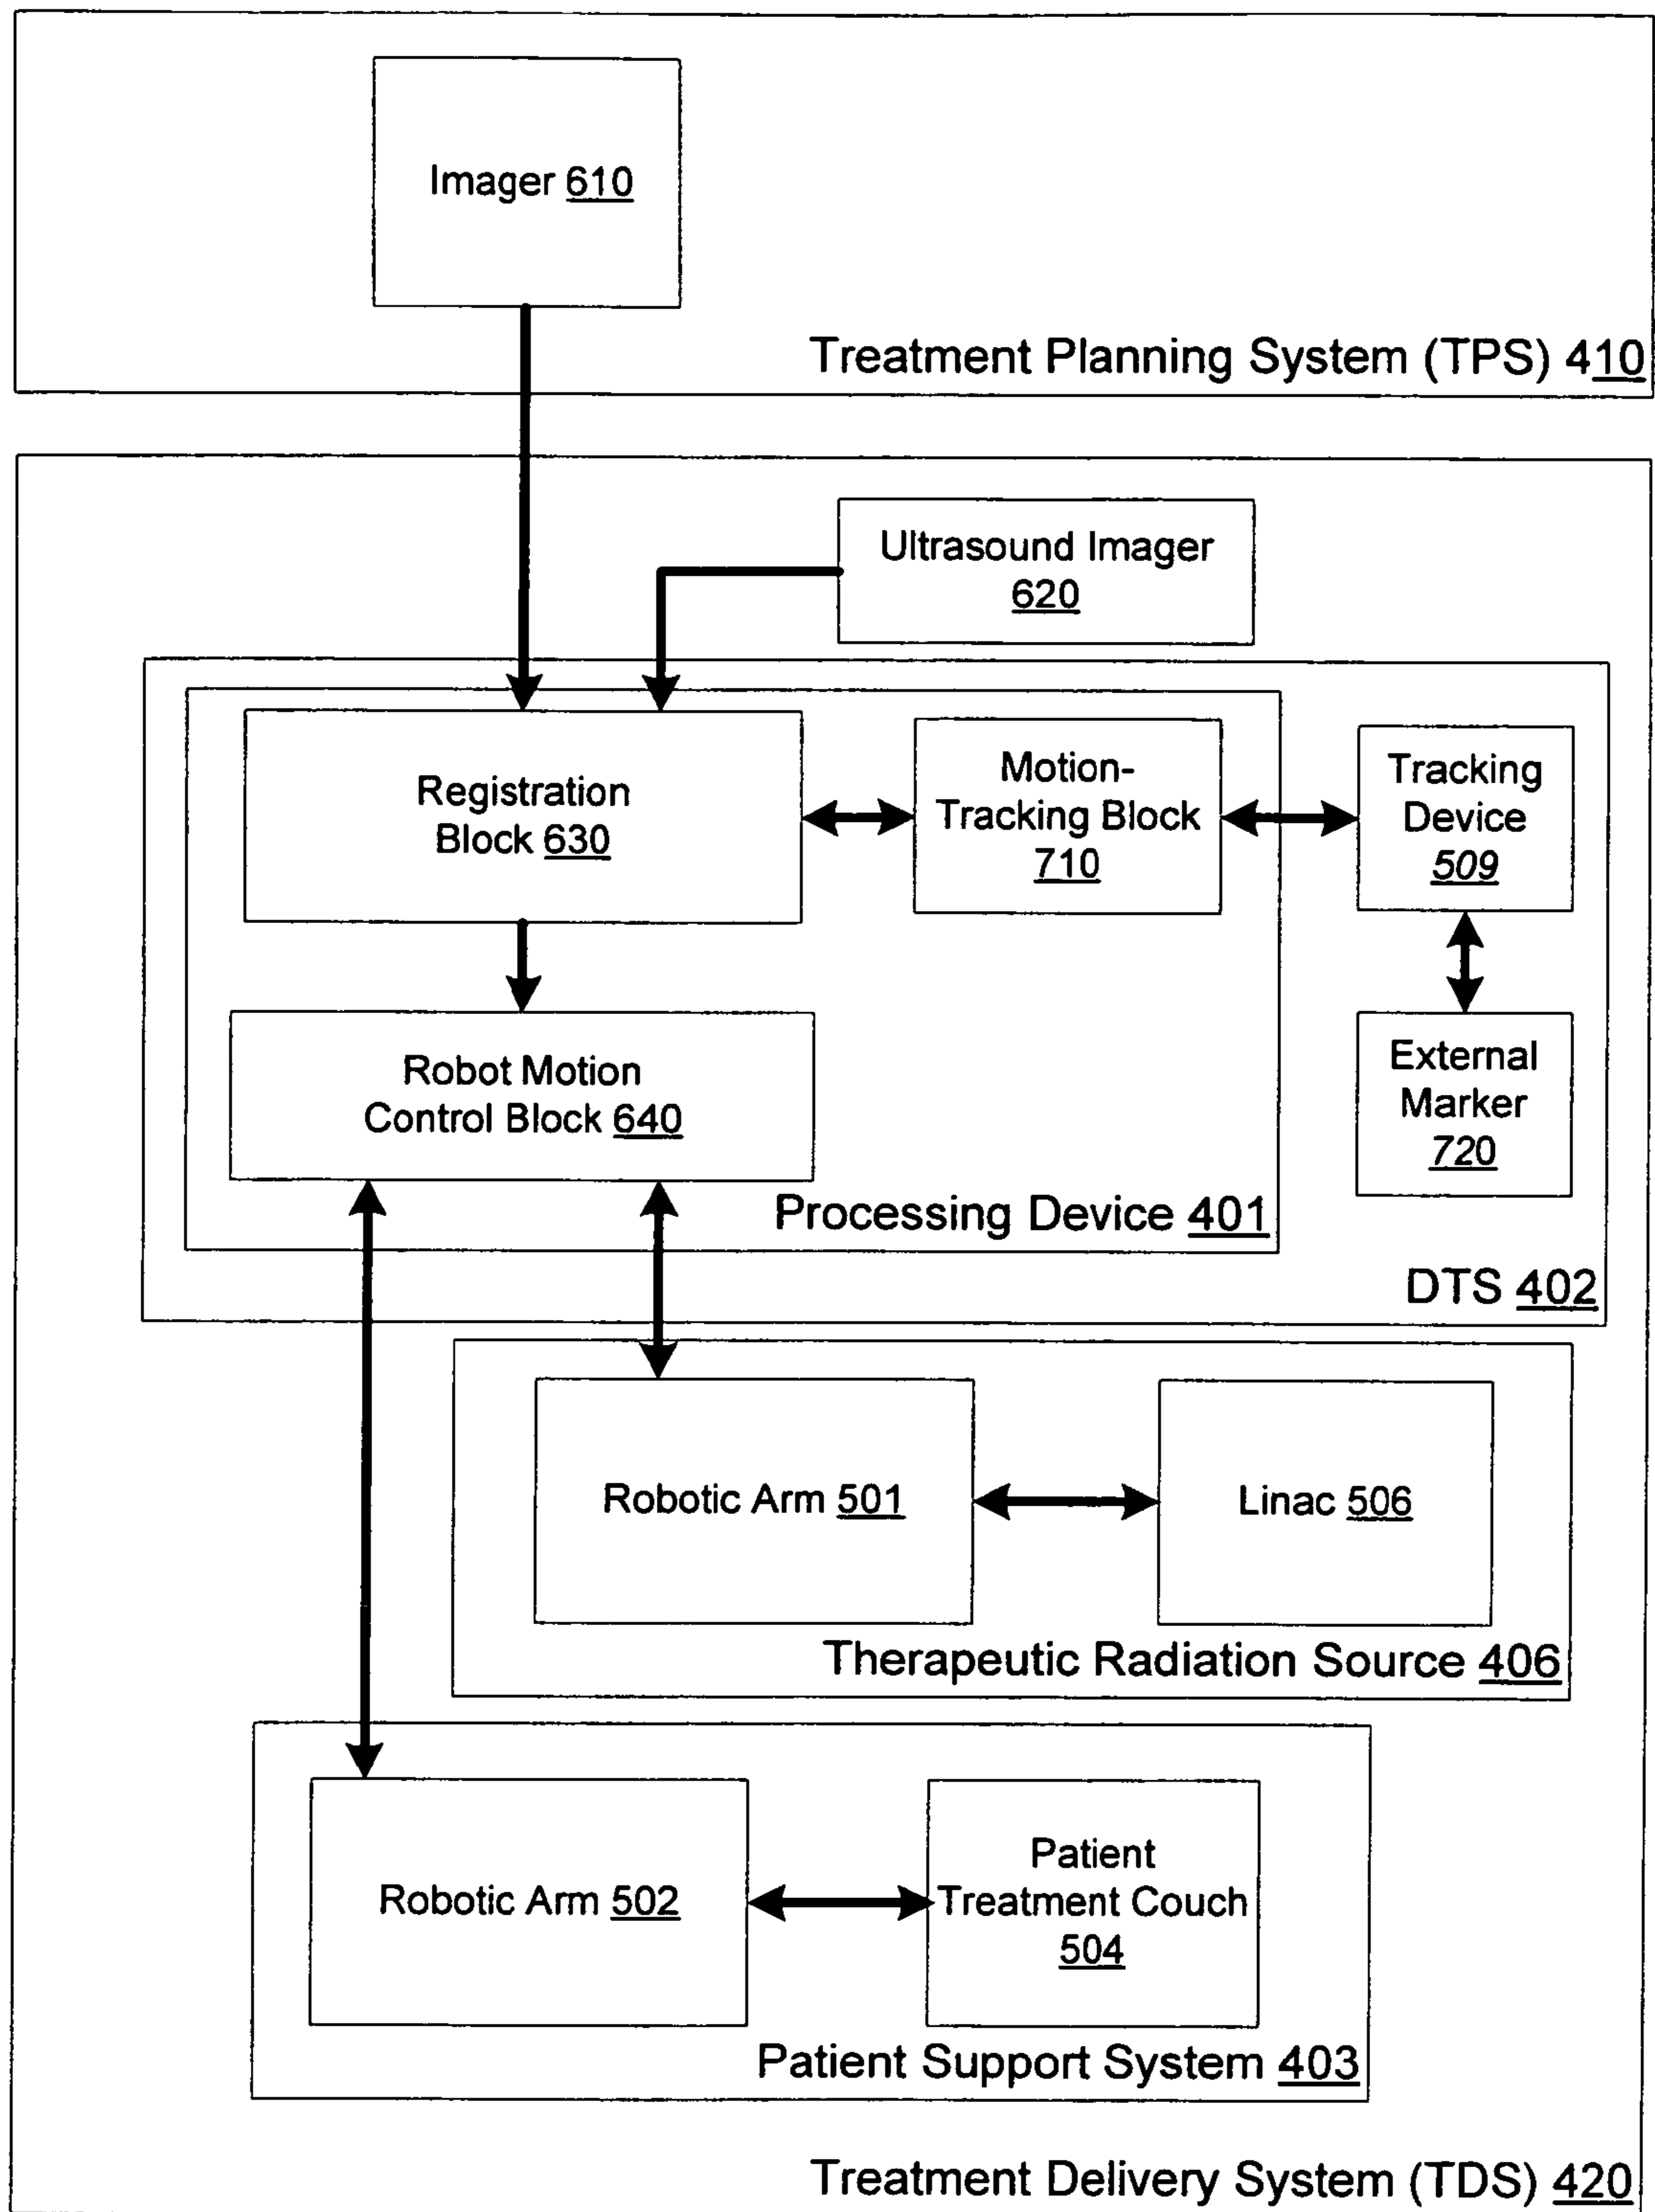 Imager 610
Treatment Planning System (TPS) 410
Ultrasound Imager
620
Registration
Block 630
Motion-
Tracking Block
710
Tracking
Device
509
Robot Motion
Control Block 640
External
Marker
720
Processing Device 401
DTS 402
Robotic Arm 501
Linac 506
Therapeutic Radiation Source 406
Robotic Arm 502
Patient
Treatment Couch
504
Patient Support System 403
Treatment Delivery System (TDS) 420